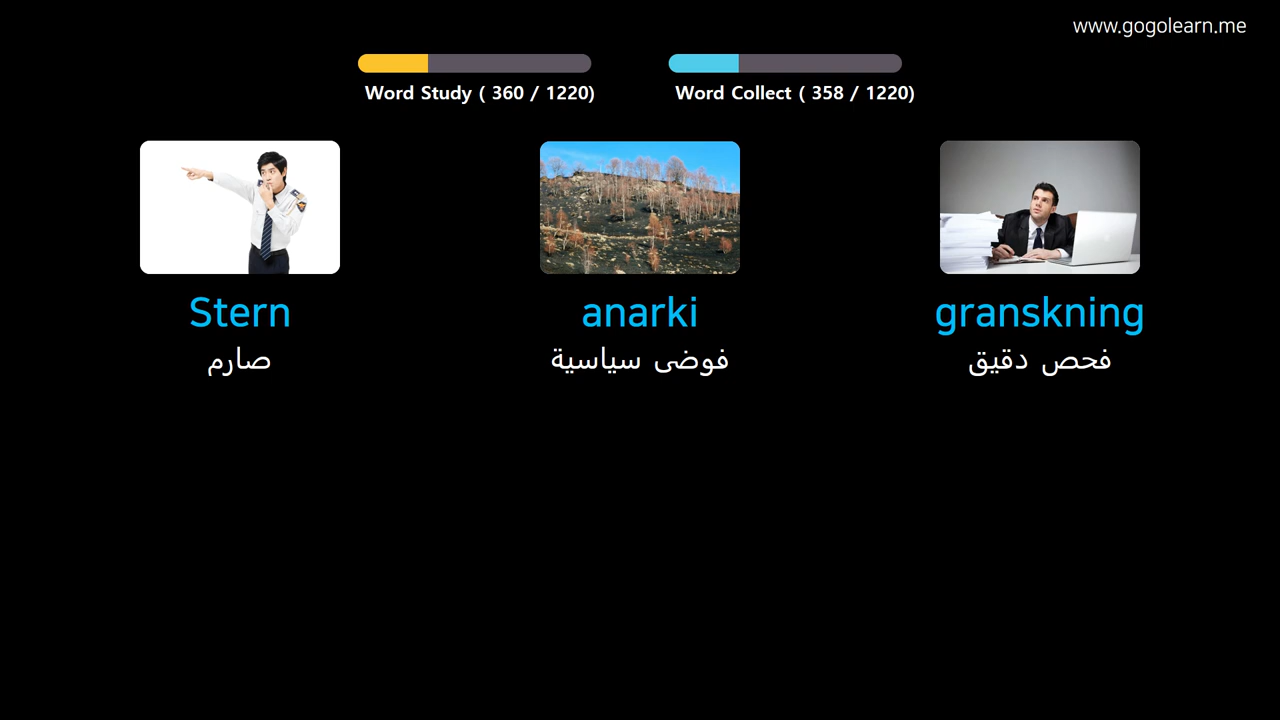 www.gogolearn.me
Word Study ( 360 / 1220)
Word Collect ( 358 / 1220)
Stern
صارم
anarki
فوضى سياسية
granskning
فحص دقيق